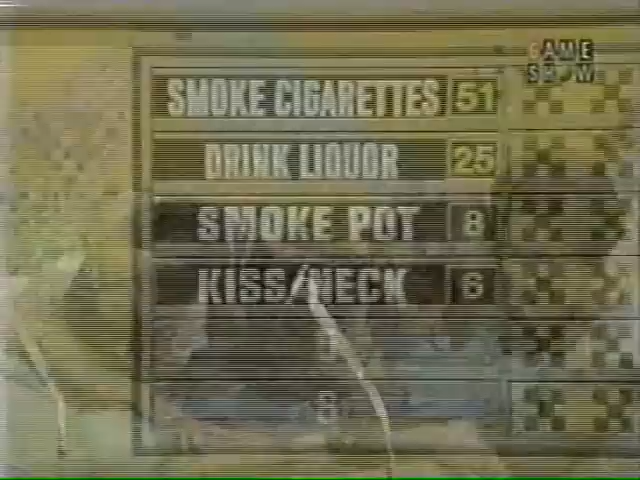 GAME
SHOW
SMOKE CIGARETTES 51
DRINK LIQUOR 25
SMOKE POT 8
KISS/NECK 6